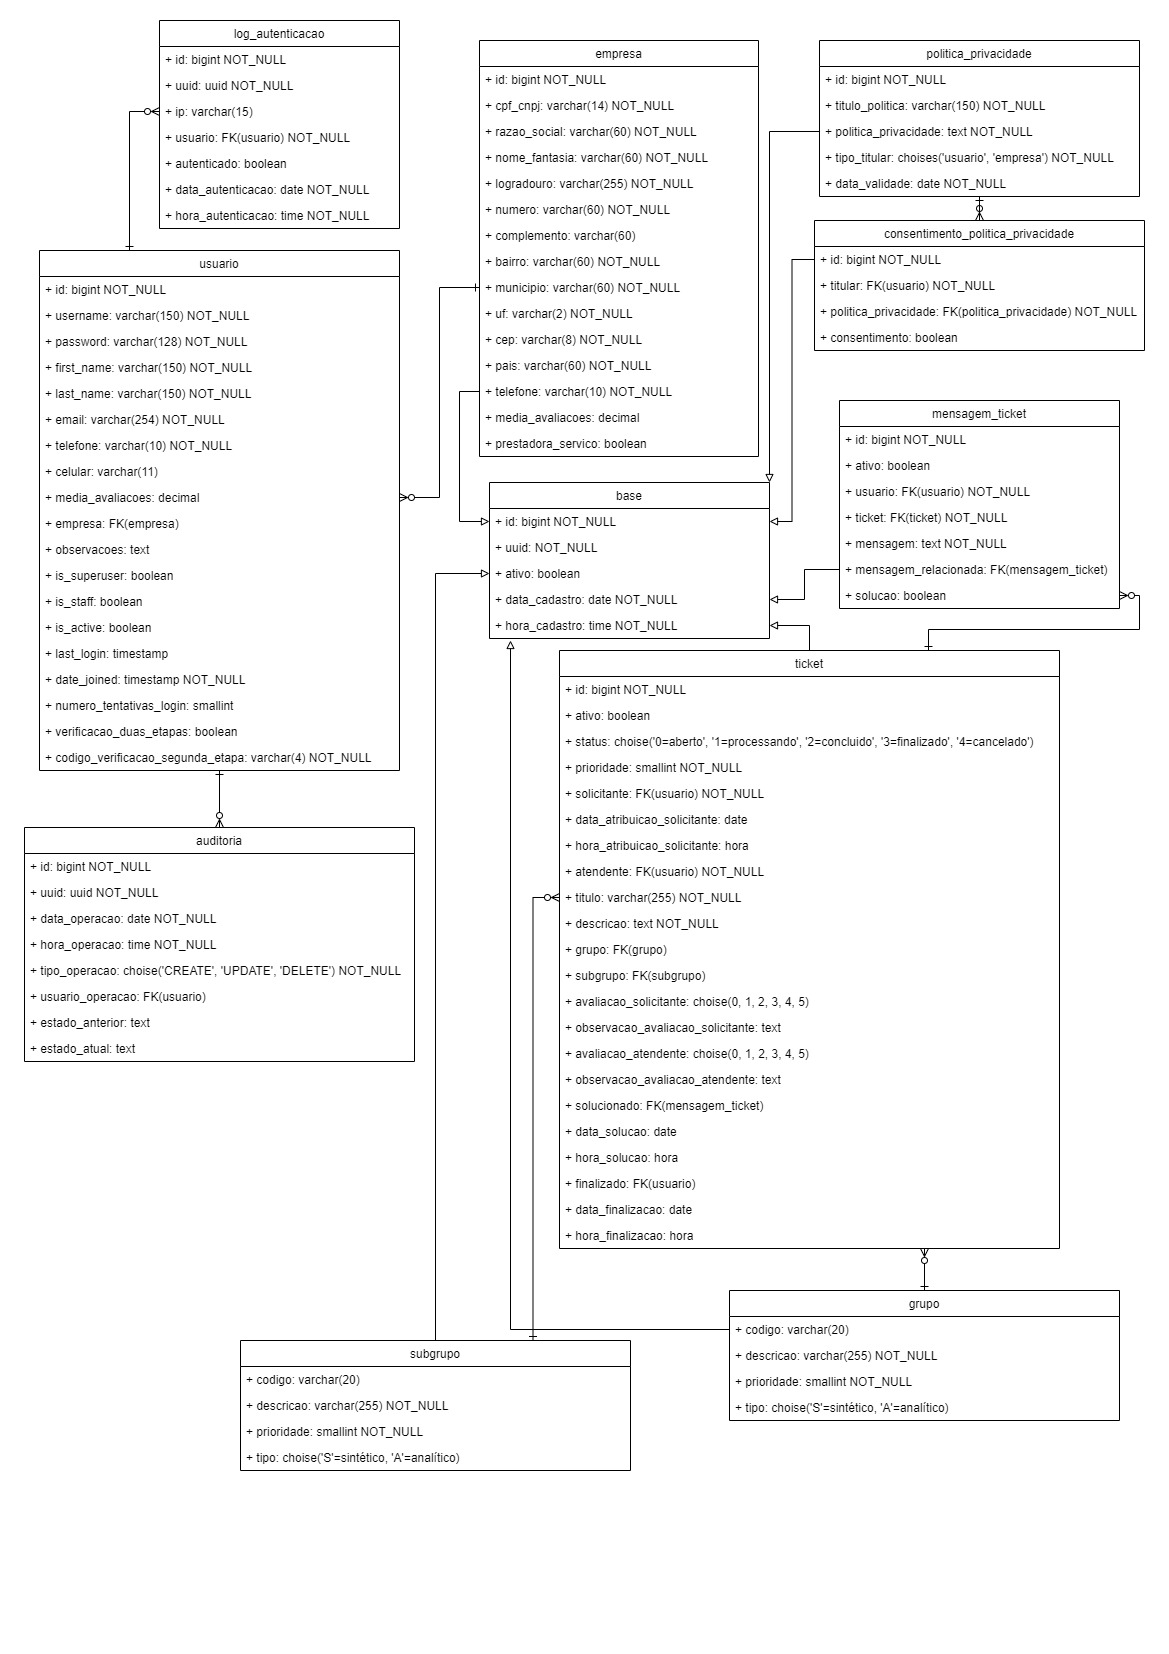 log_autenticacao
+ id: bigint NOT_NULL
+ uuid: uuid NOT_NULL
+ ip: varchar(15)
+ usuario: FK(usuario) NOT_NULL
+ autenticado: boolean
+ data_autenticacao: date NOT_NULL
+ hora_autenticacao: time NOT_NULL
empresa
+ id: bigint NOT_NULL
+ cpf_cnpj: varchar(14) NOT_NULL
+ razao_social: varchar(60) NOT_NULL
+ nome_fantasia: varchar(60) NOT_NULL
+ logradouro: varchar(255) NOT_NULL
+ numero: varchar(60) NOT_NULL
+ complemento: varchar(60)
+ bairro: varchar(60) NOT_NULL
+ municipio: varchar(60) NOT_NULL
+ uf: varchar(2) NOT_NULL
+ cep: varchar(8) NOT_NULL
+ pais: varchar(60) NOT_NULL
+ telefone: varchar(10) NOT_NULL
+ media_avaliacoes: decimal
+ prestadora_servico: boolean
politica_privacidade
+ id: bigint NOT_NULL
+ titulo_politica: varchar(150) NOT_NULL
+ politica_privacidade: text NOT_NULL
+ tipo_titular: choises('usuario', 'empresa') NOT_NULL
+ data_validade: date NOT_NULL
consentimento_politica_privacidade
+ id: bigint NOT_NULL
+ titular: FK(usuario) NOT_NULL
+ politica_privacidade: FK(politica_privacidade) NOT_NULL
+ consentimento: boolean
usuario
+ id: bigint NOT_NULL
+ username: varchar(150) NOT_NULL
+ password: varchar(128) NOT_NULL
+ first_name: varchar(150) NOT_NULL
+ last_name: varchar(150) NOT_NULL
+ email: varchar(254) NOT_NULL
+ telefone: varchar(10) NOT_NULL
+ celular: varchar(11)
+ media_avaliacoes: decimal
+ empresa: FK(empresa)
+ observacoes: text
+ is_superuser: boolean
+ is_staff: boolean
+ is_active: boolean
+ last_login: timestamp
+ date_joined: timestamp NOT_NULL
+ numero_tentativas_login: smallint
+ verificacao_duas_etapas: boolean
+ codigo_verificacao_segunda_etapa: varchar(4) NOT_NULL
mensagem_ticket
+ id: bigint NOT_NULL
+ ativo: boolean
+ usuario: FK(usuario) NOT_NULL
+ ticket: FK(ticket) NOT_NULL
+ mensagem: text NOT_NULL
+ mensagem_relacionada: FK(mensagem_ticket)
+ solucao: boolean
base
+ id: bigint NOT_NULL
+ uuid: NOT_NULL
+ ativo: boolean
+ data_cadastro: date NOT_NULL
+ hora_cadastro: time NOT_NULL
ticket
+ id: bigint NOT_NULL
+ ativo: boolean
+ status: choise('0=aberto', '1=processando', '2=concluido', '3=finalizado', '4=cancelado')
+ prioridade: smallint NOT_NULL
+ solicitante: FK(usuario) NOT_NULL
+ data_atribuicao_solicitante: date
+ hora_atribuicao_solicitante: hora
+ atendente: FK(usuario) NOT_NULL
+ titulo: varchar(255) NOT_NULL
+ descricao: text NOT_NULL
+ grupo: FK(grupo)
+ subgrupo: FK(subgrupo)
+ avaliacao_solicitante: choise(0, 1, 2, 3, 4, 5)
+ observacao_avaliacao_solicitante: text
+ avaliacao_atendente: choise(0, 1, 2, 3, 4, 5)
+ observacao_avaliacao_atendente: text
+ solucionado: FK(mensagem_ticket)
+ data_solucao: date
+ hora_solucao: hora
+ finalizado: FK(usuario)
+ data_finalizacao: date
+ hora_finalizacao: hora
auditoria
+ id: bigint NOT_NULL
+ uuid: uuid NOT_NULL
+ data_operacao: date NOT_NULL
+ hora_operacao: time NOT_NULL
+ tipo_operacao: choise('CREATE', 'UPDATE', 'DELETE') NOT_NULL
+ usuario_operacao: FK(usuario)
+ estado_anterior: text
+ estado_atual: text
grupo
+ codigo: varchar(20)
+ descricao: varchar(255) NOT_NULL
+ prioridade: smallint NOT_NULL
+ tipo: choise('S'=sintético, 'A'=analítico)
subgrupo
+ codigo: varchar(20)
+ descricao: varchar(255) NOT_NULL
+ prioridade: smallint NOT_NULL
+ tipo: choise('S'=sintético, 'A'=analítico)